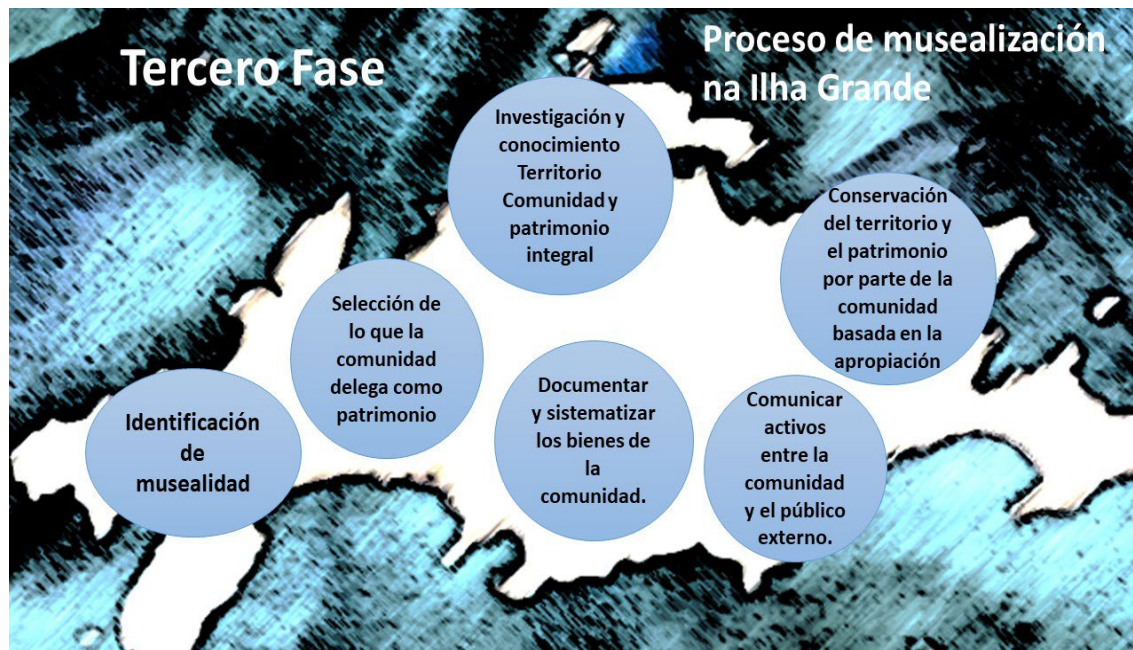 Tercero Fase
Proceso de musealización
na Ilha Grande
Investigación y
conocimiento
Territorio
Comunidad y
patrimonio
integral
Conservación
del territorio y
el patrimonio
por parte de la
comunidad
basada en la
apropiación
Selección de
lo que la
comunidad
delega como
patrimonio
Documentar
y sistematizar
los bienes de
la
comunidad.
Comunicar
activos
entre la
comunidad
y el público
externo.
Identificación
de
musealidad